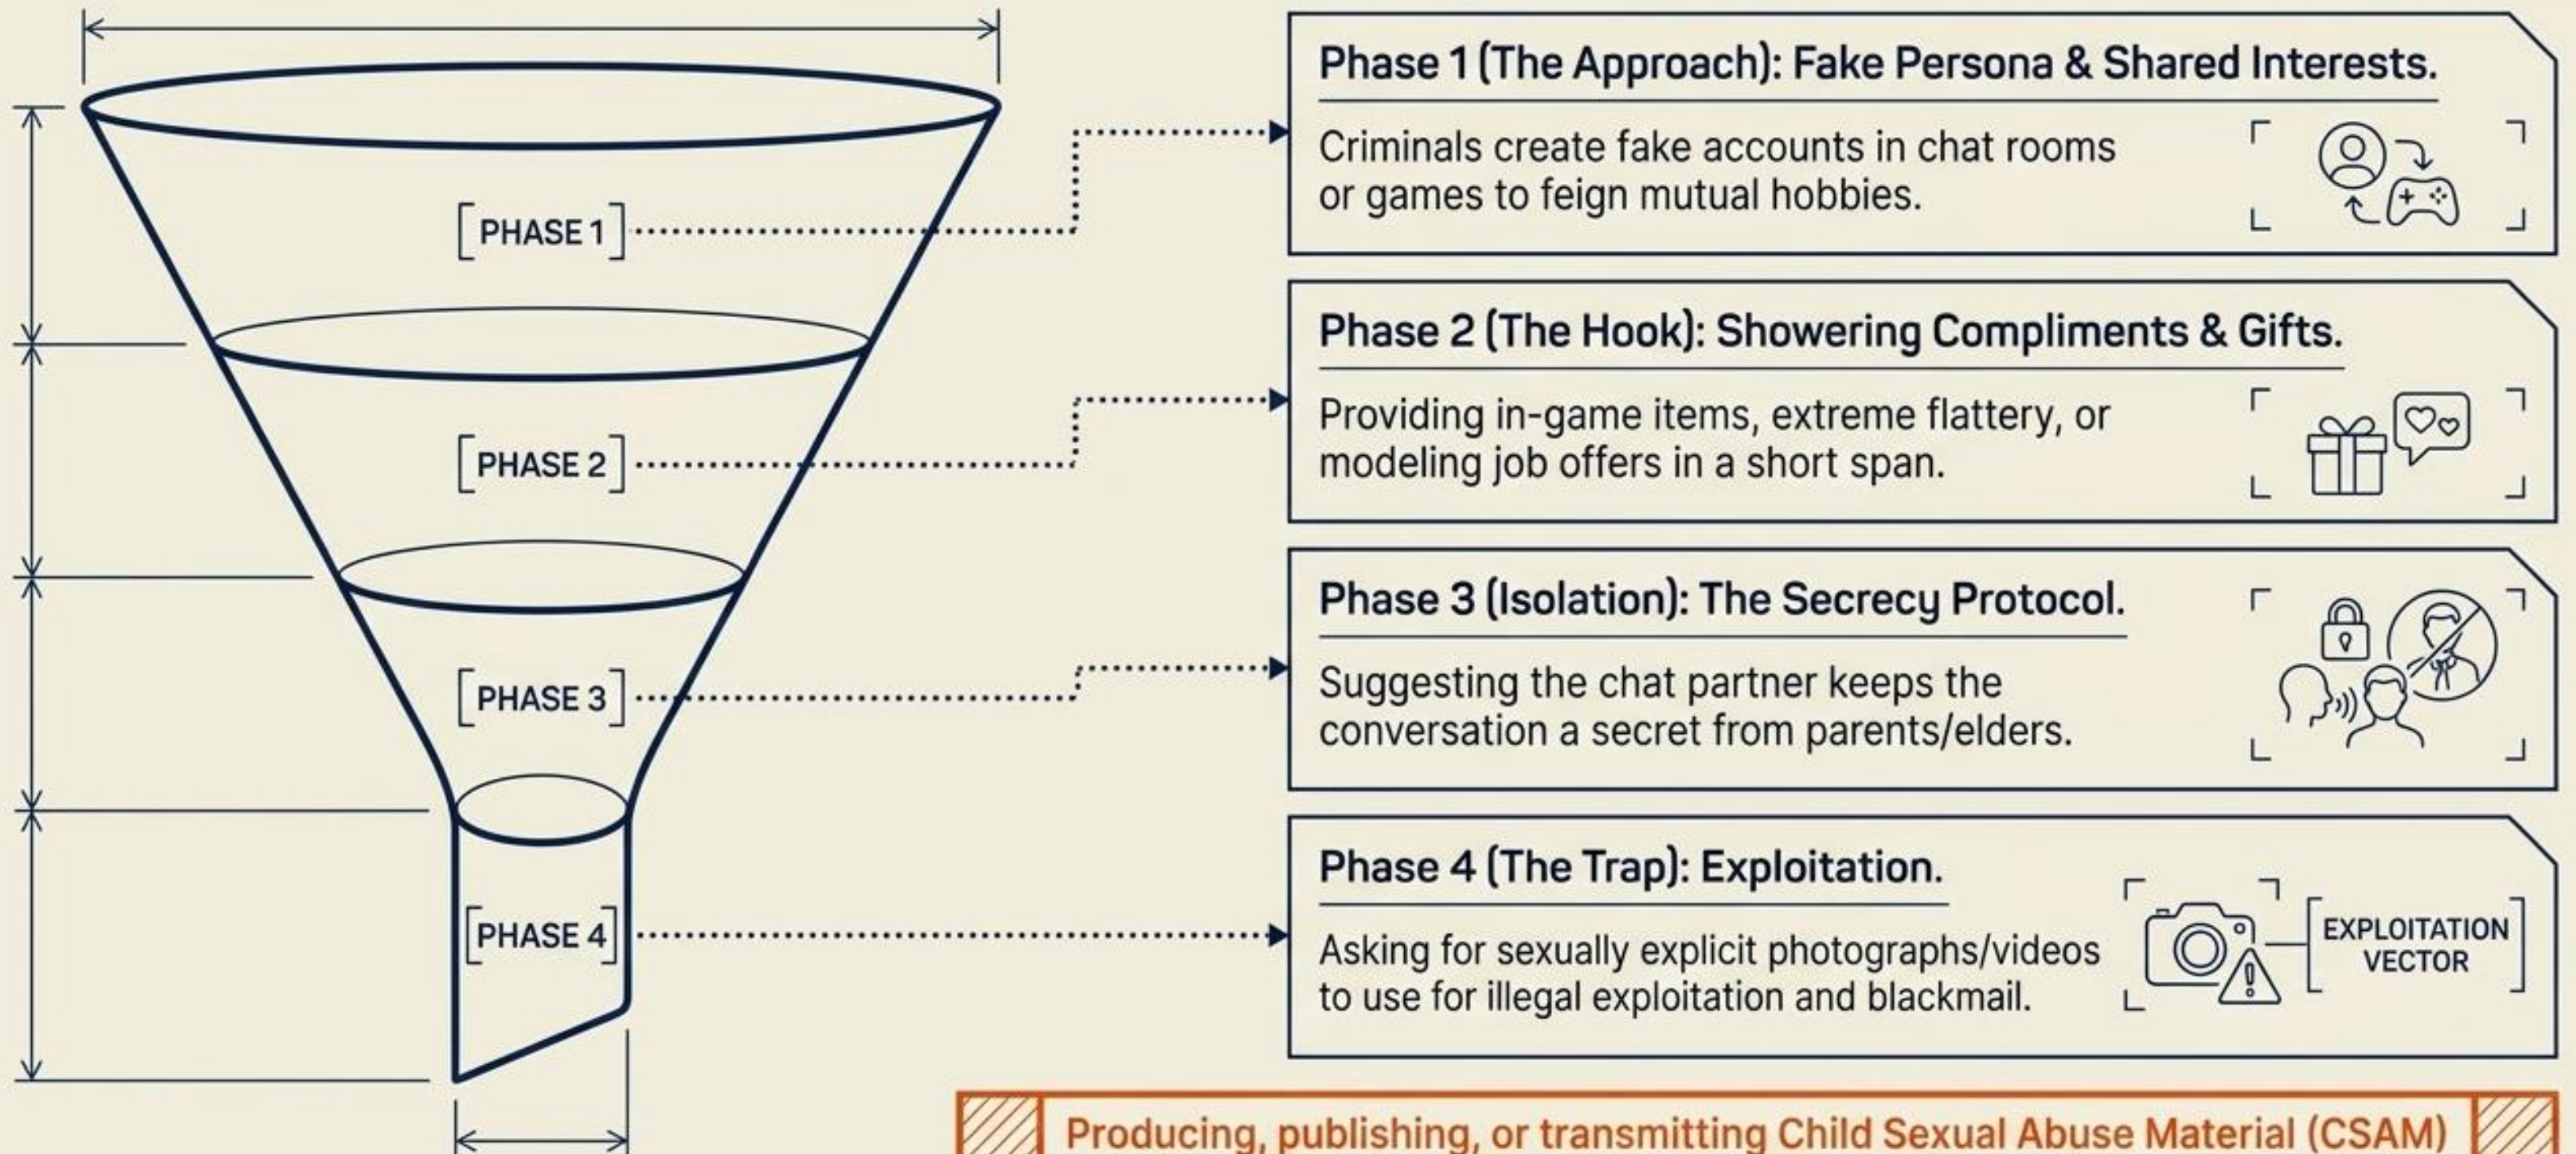 Phase 1 (The Approach): Fake Persona & Shared Interests.
Criminals create fake accounts in chat rooms
or games to feign mutual hobbies.
[PHASE 1]
Phase 2 (The Hook): Showering Compliments & Gifts.
Providing in-game items, extreme flattery, or
modeling job offers in a short span.
[PHASE 2]
Phase 3 (Isolation): The Secrecy Protocol.
Suggesting the chat partner keeps the
conversation a secret from parents/elders.
[PHASE 3]
Phase 4 (The Trap): Exploitation.
Asking for sexually explicit photographs/videos
to use for illegal exploitation and blackmail.
[PHASE 4]
EXPLOITATION
VECTOR
Producing, publishing, or transmitting Child Sexual Abuse Material (CSAM)